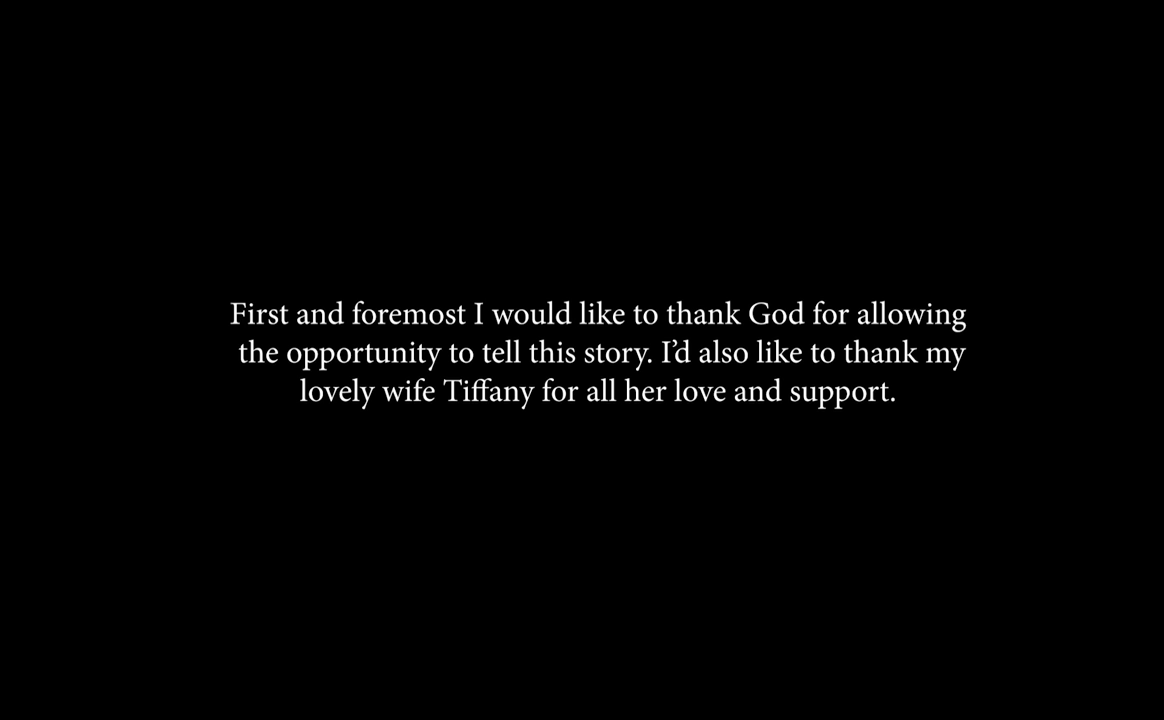 First and foremost I would like to thank God for allowing
the opportunity to tell this story. I’d also like to thank my
lovely wife Tiffany for all her love and support.